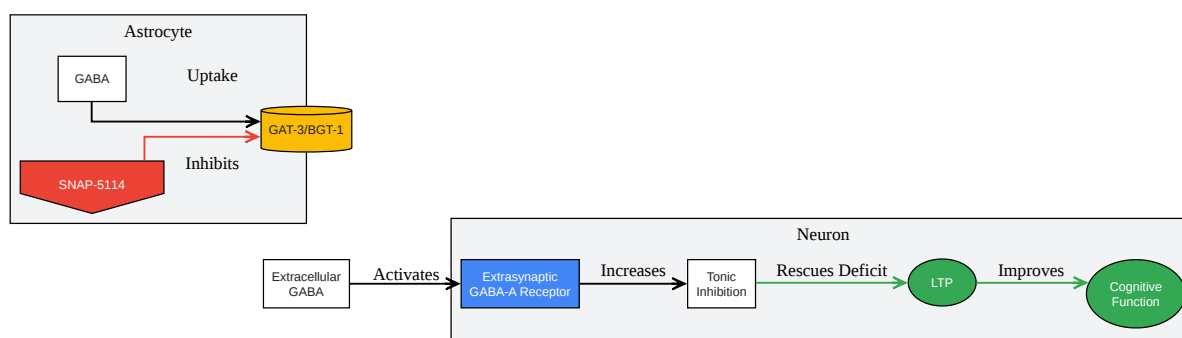 Astrocyte
GABA
Uptake
GAT-3/BGT-1
Inhibits
SNAP-5114
Neuron
Extracellular
GABA
Activates
Extrasynaptic
GABA-A Receptor
Increases
Tonic
Inhibition
Rescues Deficit
LTP
Improves
Cognitive
Function